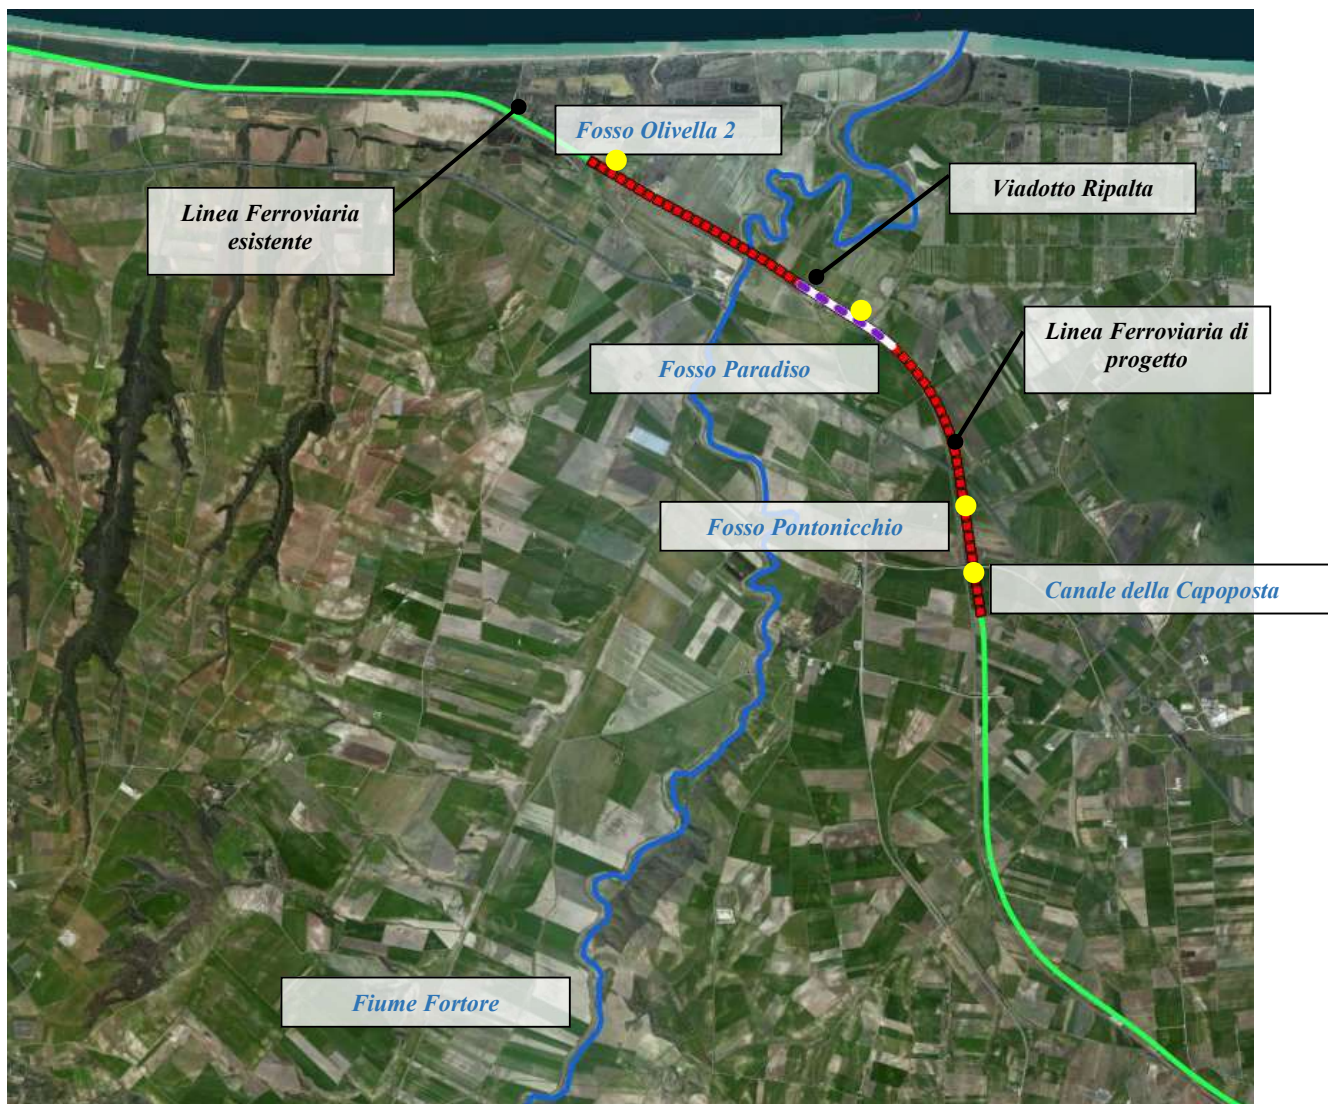 Fosso Olivella 2
Viadotto Ripalta
Linea Ferroviaria
esistente
Linea Ferroviaria di
progetto
Fosso Paradiso
Fosso Pontonicchio
Canale della Capoposta
Fiume Fortore